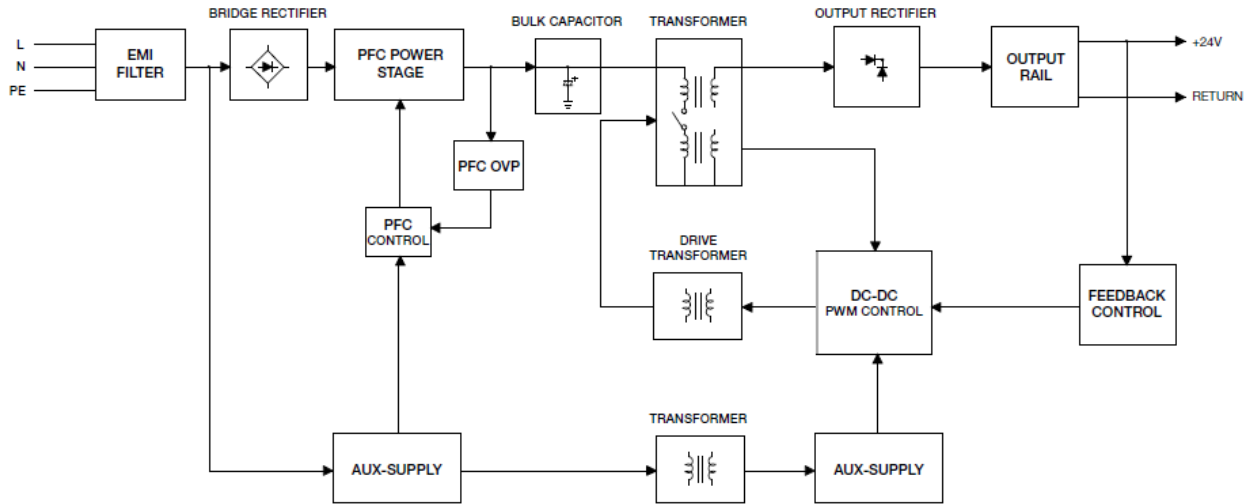 BRIDGE RECTIFIER
BULK CAPACITOR
TRANSFORMER
OUTPUT RECTIFIER
L
N
PE
EMI
FILTER
PFC POWER
STAGE
OUTPUT
RAIL
+24V
RETURN
PFC OVP
PFC
CONTROL
DRIVE
TRANSFORMER
DC-DC
PWM CONTROL
FEEDBACK
CONTROL
TRANSFORMER
AUX-SUPPLY
AUX-SUPPLY